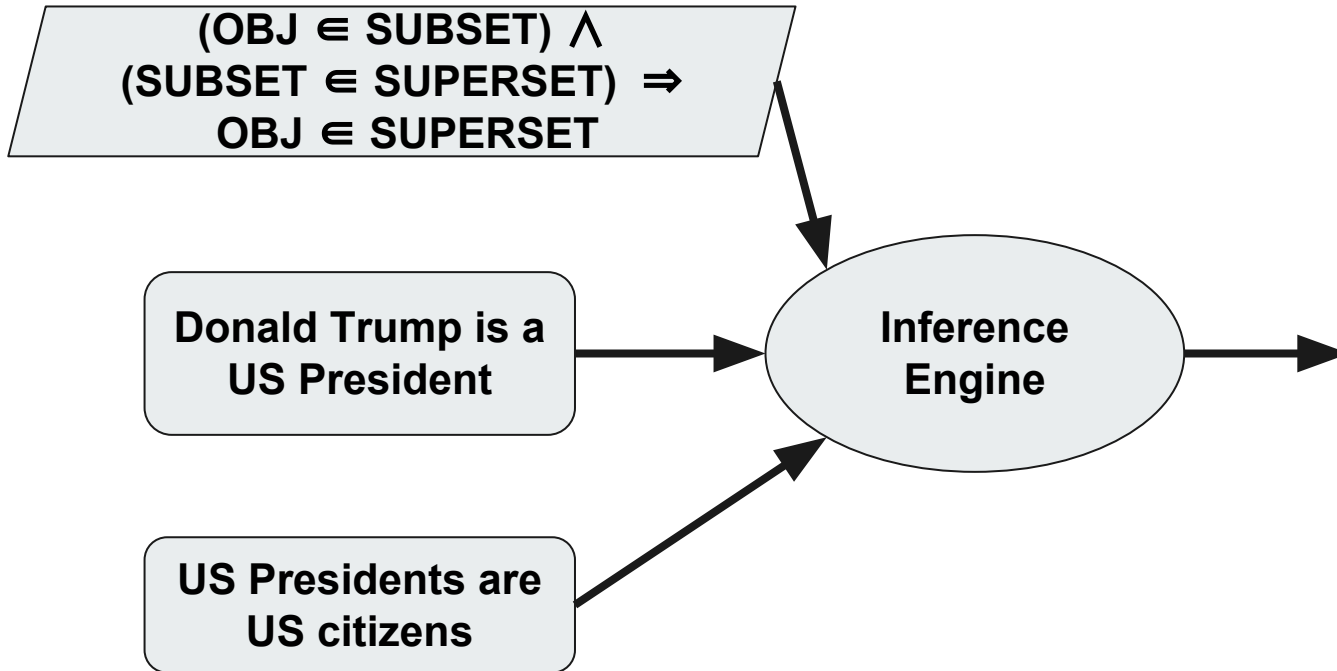 (OBJ ∈ SUBSET) ∧
(SUBSET ∈ SUPERSET) ⇒
OBJ ∈ SUPERSET
Donald Trump is a
US President
Inference
Engine
US Presidents are
US citizens